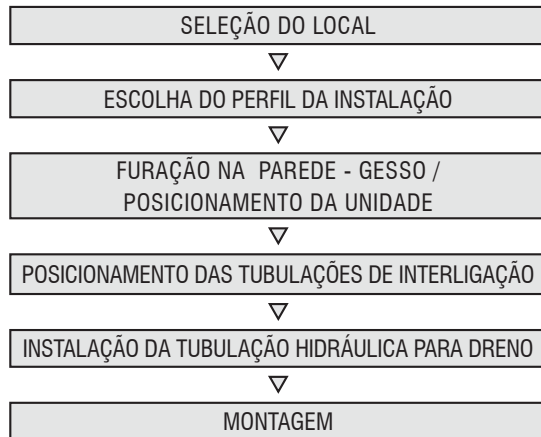 SELEÇÃO DO LOCAL
ESCOLHA DO PERFIL DA INSTALAÇÃO
FURAÇÃO NA PAREDE - GESSO /
POSICIONAMENTO DA UNIDADE
POSICIONAMENTO DAS TUBULAÇÕES DE INTERLIGAÇÃO
INSTALAÇÃO DA TUBULAÇÃO HIDRÁULICA PARA DRENO
MONTAGEM